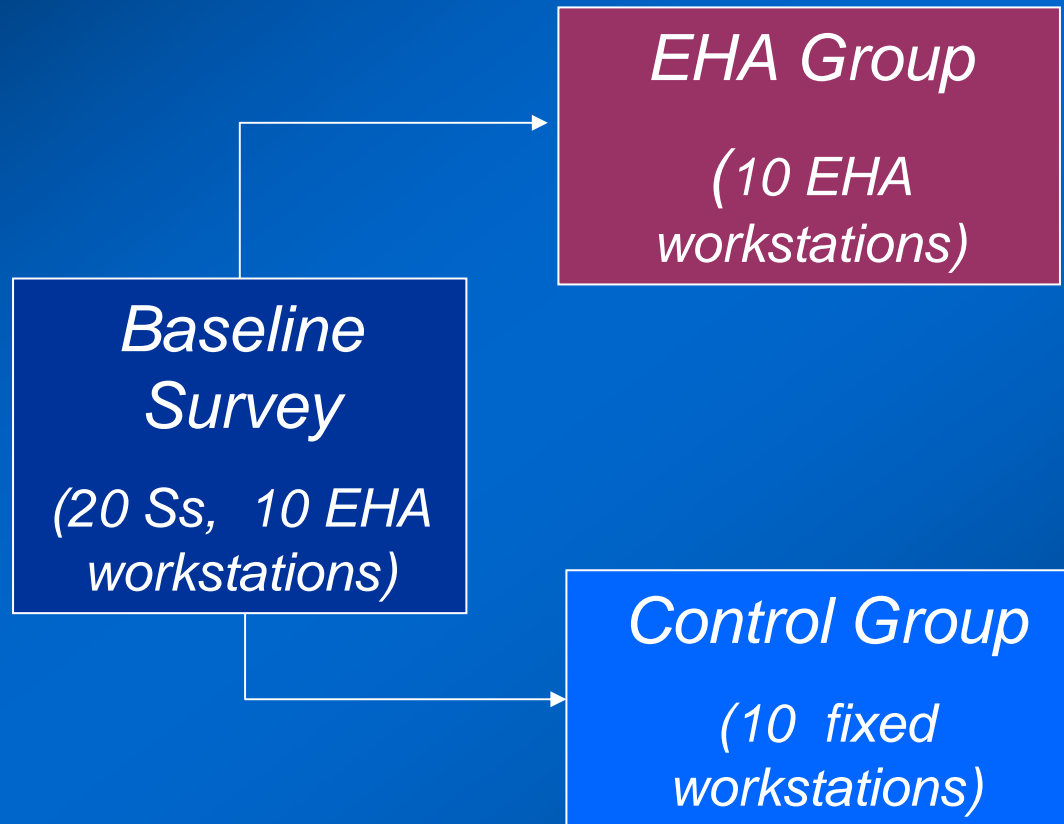 EHA Group
(10 EHA
workstations)
Baseline
Survey
(20 Ss, 10 EHA
workstations)
Control Group
(10 fixed
workstations)